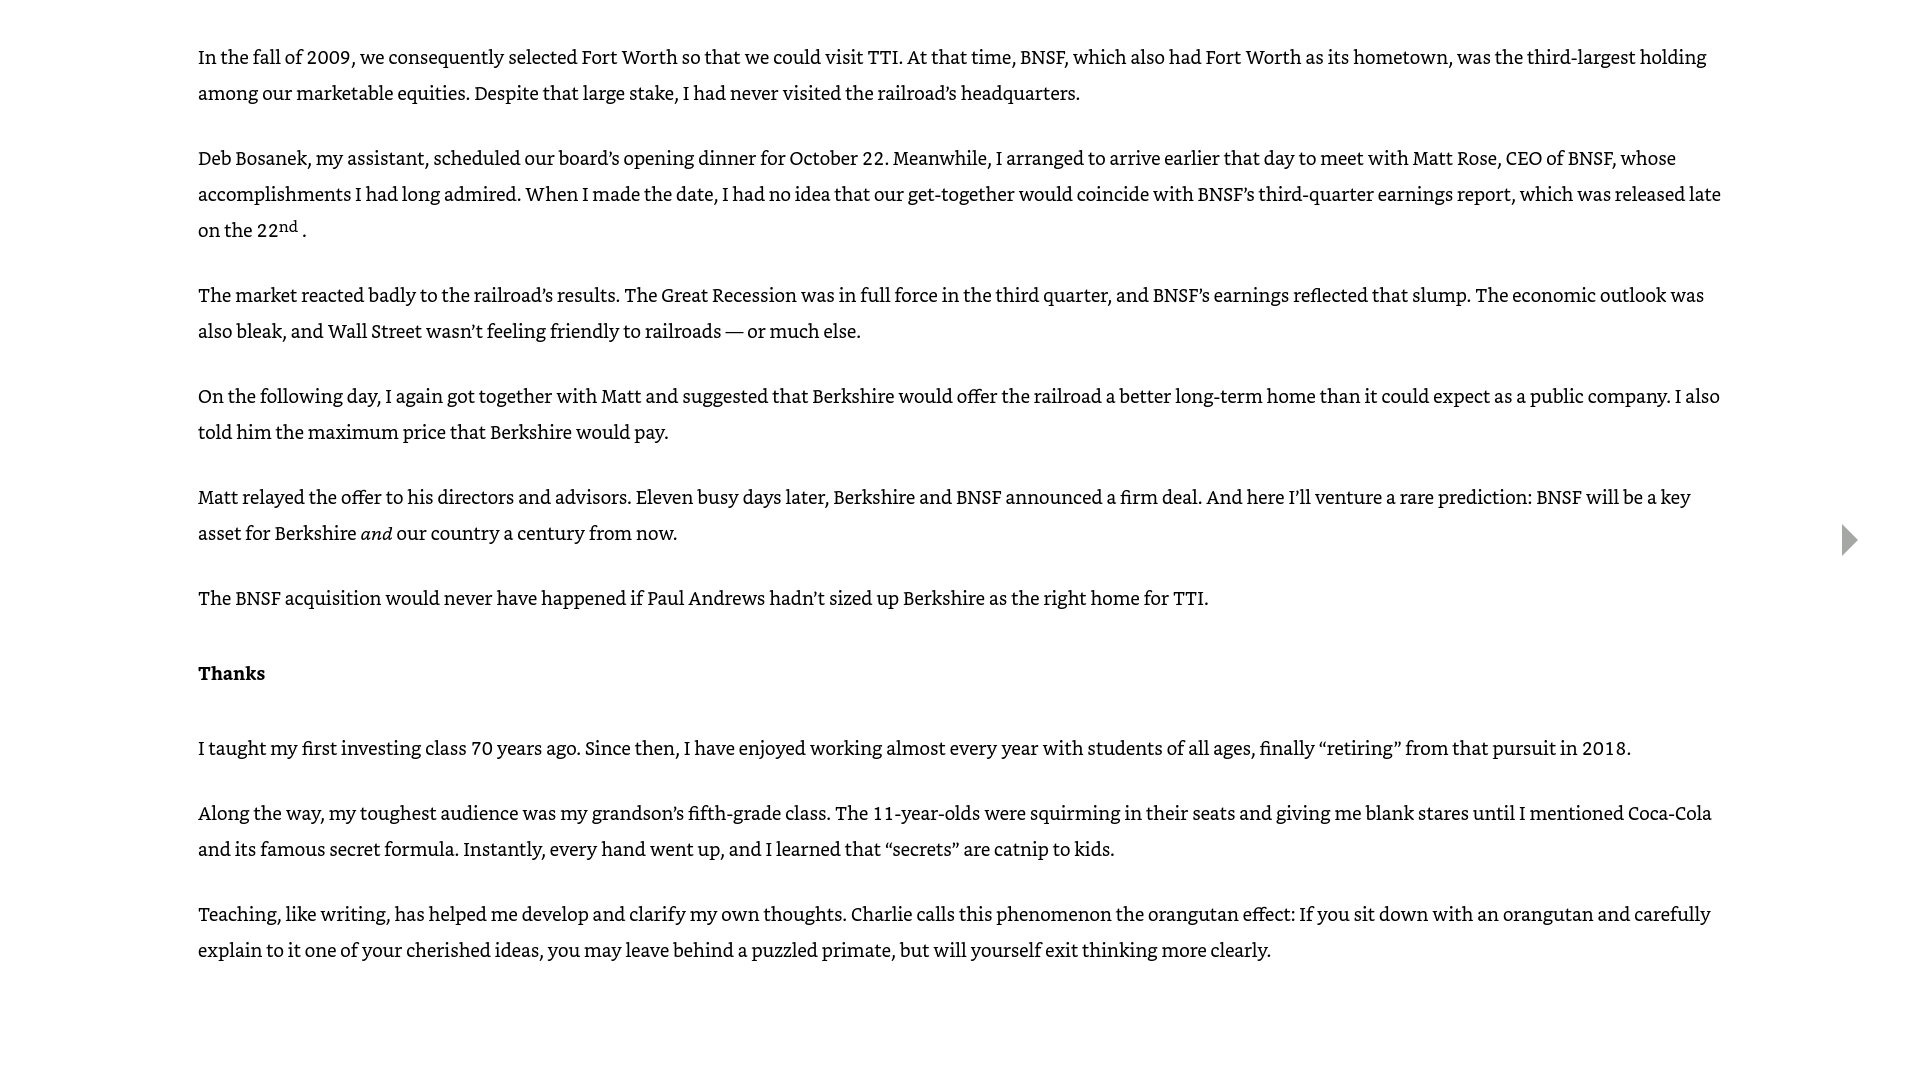 In the fall of 2009, we consequently selected Fort Worth so that we could visit TTI. At that time, BNSF, which also had Fort Worth as its hometown, was the third-largest holding
among our marketable equities. Despite that large stake, I had never visited the railroad’s headquarters.
Deb Bosanek, my assistant, scheduled our board’s opening dinner for October 22. Meanwhile, I arranged to arrive earlier that day to meet with Matt Rose, CEO of BNSF, whose
accomplishments I had long admired. When I made the date, I had no idea that our get-together would coincide with BNSF’s third-quarter earnings report, which was released late
on the 22nd .
The market reacted badly to the railroad’s results. The Great Recession was in full force in the third quarter, and BNSF’s earnings reflected that slump. The economic outlook was
also bleak, and Wall Street wasn’t feeling friendly to railroads — or much else.
On the following day, I again got together with Matt and suggested that Berkshire would offer the railroad a better long-term home than it could expect as a public company. I also
told him the maximum price that Berkshire would pay.
Matt relayed the offer to his directors and advisors. Eleven busy days later, Berkshire and BNSF announced a firm deal. And here I’ll venture a rare prediction: BNSF will be a key
asset for Berkshire and our country a century from now.
The BNSF acquisition would never have happened if Paul Andrews hadn’t sized up Berkshire as the right home for TTI.
Thanks
I taught my first investing class 70 years ago. Since then, I have enjoyed working almost every year with students of all ages, finally “retiring” from that pursuit in 2018.
Along the way, my toughest audience was my grandson’s fifth-grade class. The 11-year-olds were squirming in their seats and giving me blank stares until I mentioned Coca-Cola
and its famous secret formula. Instantly, every hand went up, and I learned that “secrets” are catnip to kids.
Teaching, like writing, has helped me develop and clarify my own thoughts. Charlie calls this phenomenon the orangutan effect: If you sit down with an orangutan and carefully
explain to it one of your cherished ideas, you may leave behind a puzzled primate, but will yourself exit thinking more clearly.